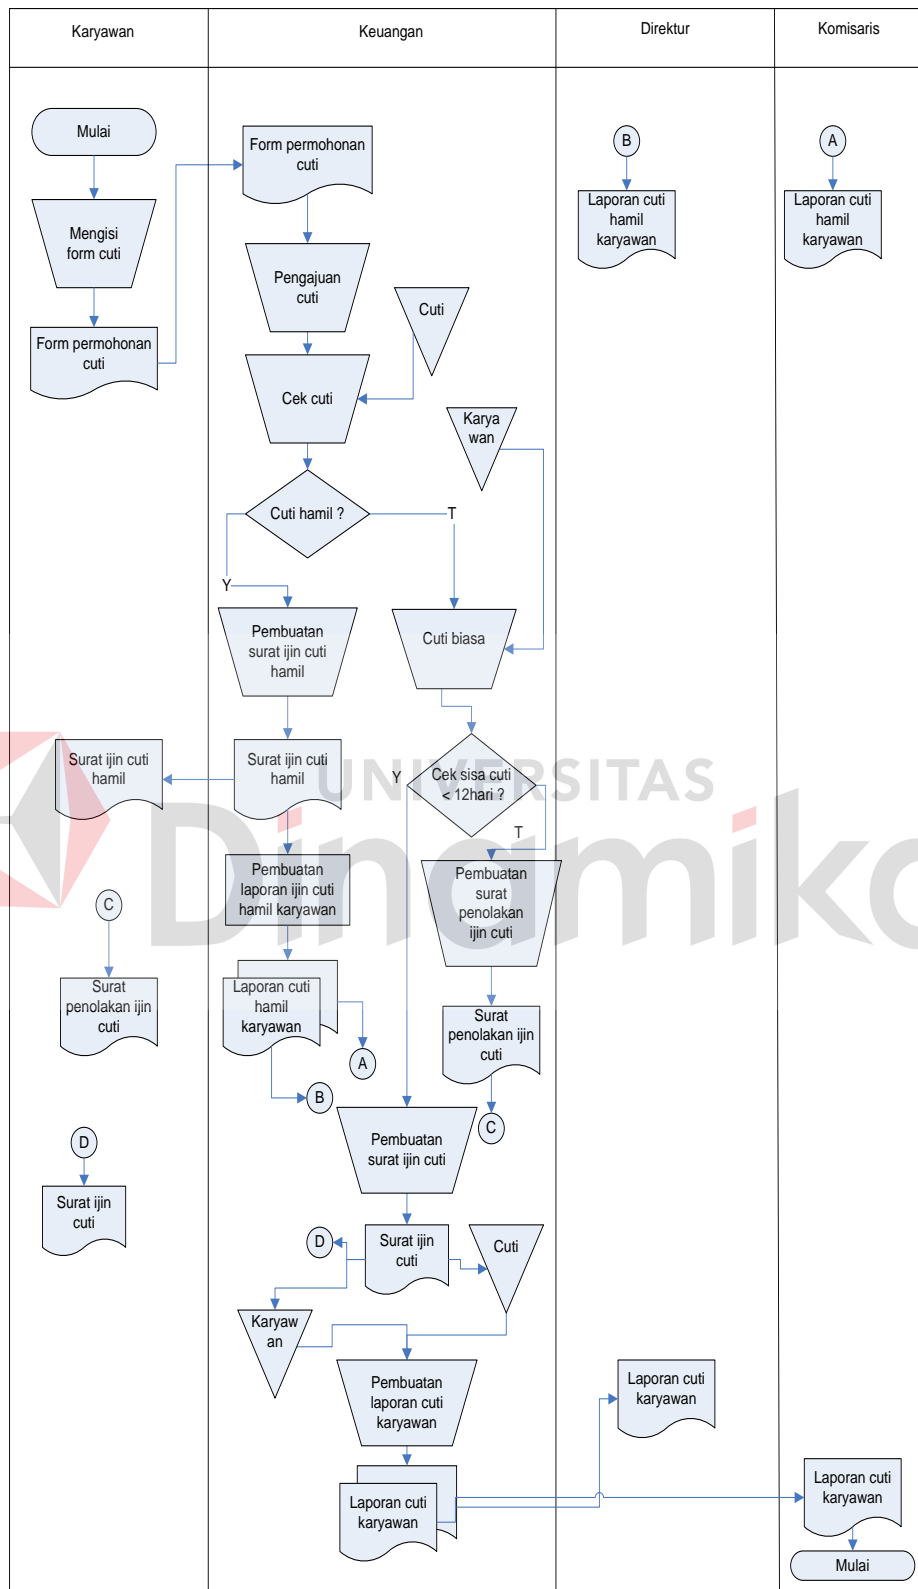 Karyawan
Keuangan
Direktur
Komisaris
Mulai
Mengisi
form cuti
Form permohonan
cuti
Form permohonan
cuti
Pengajuan
cuti
Cuti
Cek cuti
Karya
wan
Cuti hamil ?
T
Y
Pembuatan
surat ijin cuti
hamil
Cuti biasa
Surat ijin cuti
hamil
Surat ijin cuti
hamil
Y
Cek sisa cuti
< 12hari ?
T
UNIVERSITAS
Dinamika
Pembuatan
laporan ijin cuti
hamil karyawan
Pembuatan
surat
penolakan
ijin cuti
C
Surat
penolakan ijin
cuti
Laporan cuti
hamil
karyawan
A
B
Surat
penolakan ijin
cuti
C
Pembuatan
surat ijin cuti
D
Surat ijin
cuti
D
Surat ijin
cuti
Cuti
Karyaw
an
Pembuatan
laporan cuti
karyawan
Laporan cuti
karyawan
B
Laporan cuti
hamil
karyawan
A
Laporan cuti
hamil
karyawan
Laporan cuti
karyawan
Laporan cuti
karyawan
Mulai